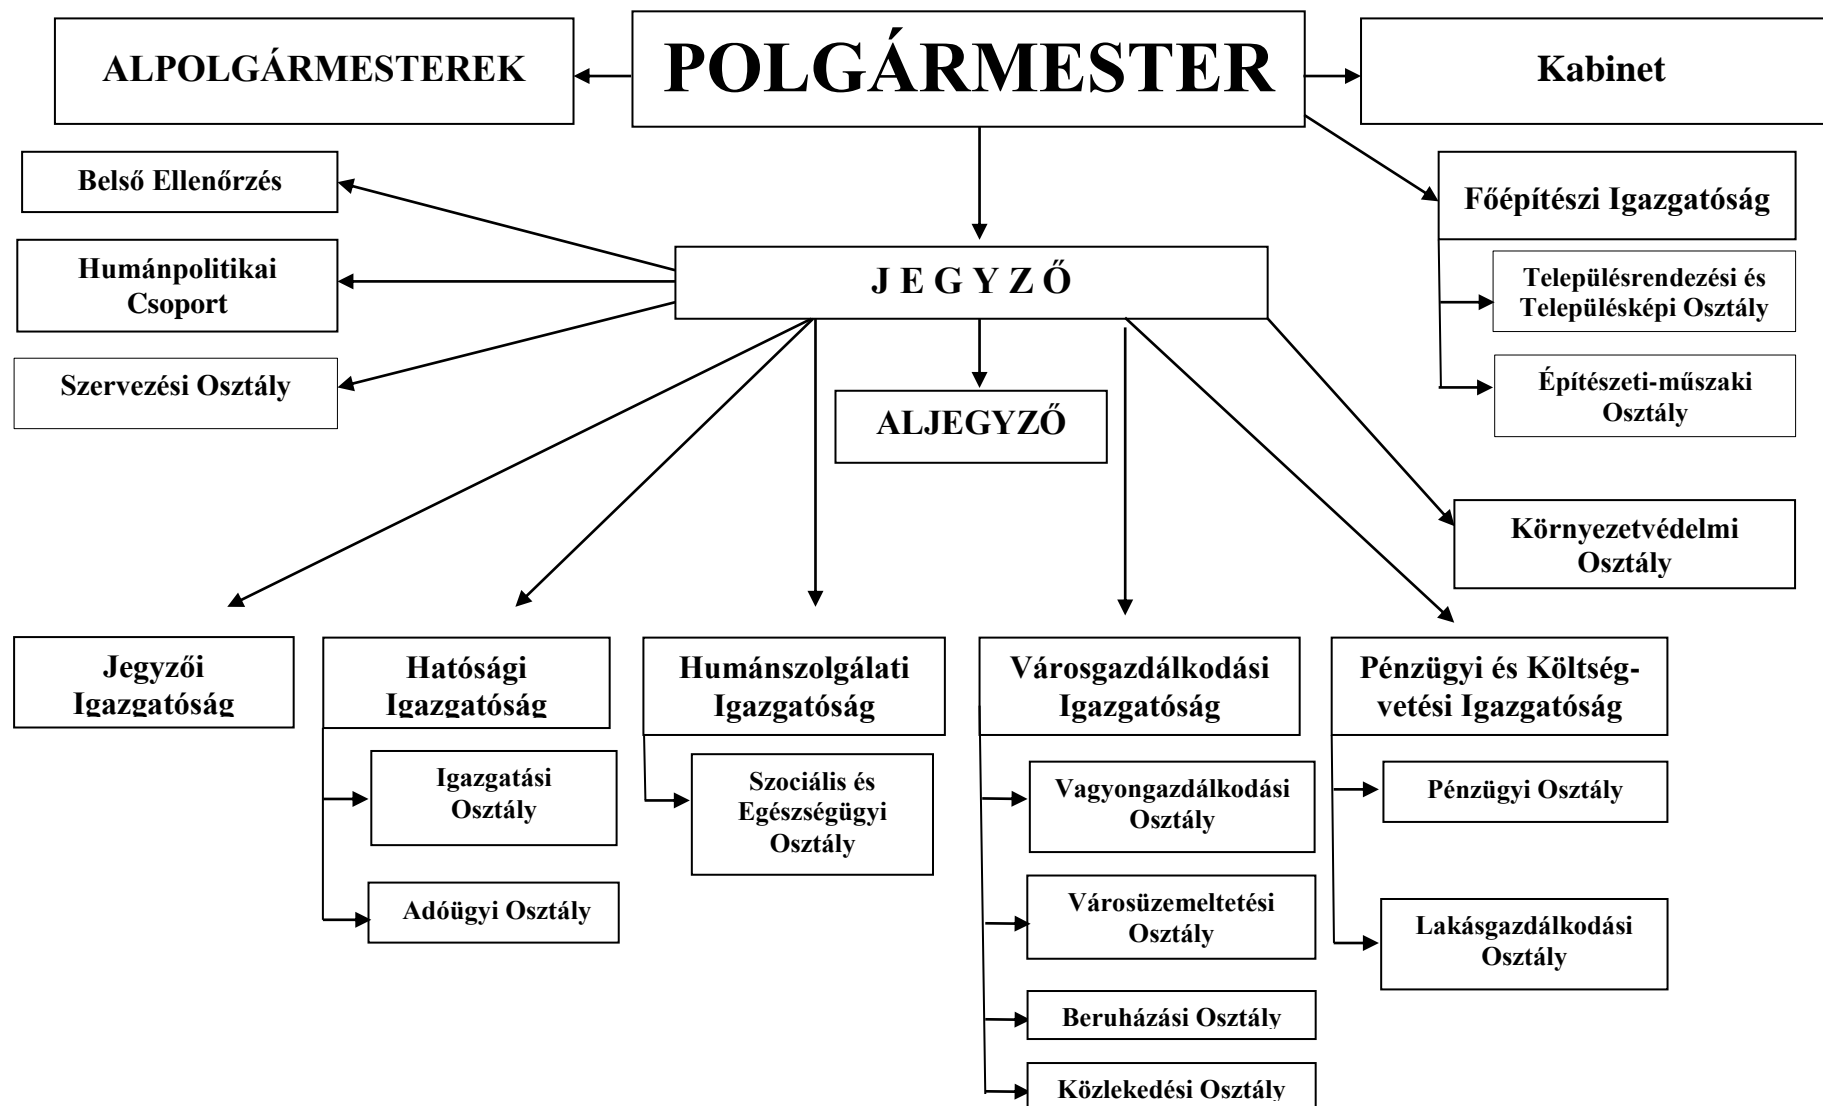 ALPOLGÁRMESTEREK
POLGÁRMESTER
Kabinet
Belső Ellenőrzés
Főépítészi Igazgatóság
Humánpolitikai
Csoport
J E G Y Z Ő
Településrendezési és
Településképi Osztály
Szervezési Osztály
ALJEGYZŐ
Építészeti-műszaki
Osztály
Környezetvédelmi
Osztály
Jegyzői
Igazgatóság
Hatósági
Igazgatóság
Humánszolgálati
Igazgatóság
Városgazdálkodási
Igazgatóság
Pénzügyi és Költség-
vetési Igazgatóság
Igazgatási
Osztály
Adóügyi Osztály
Szociális és
Egészségügyi
Osztály
Vagyongazdálkodási
Osztály
Városüzemeltetési
Osztály
Beruházási Osztály
Közlekedési Osztály
Pénzügyi Osztály
Lakásgazdálkodási
Osztály